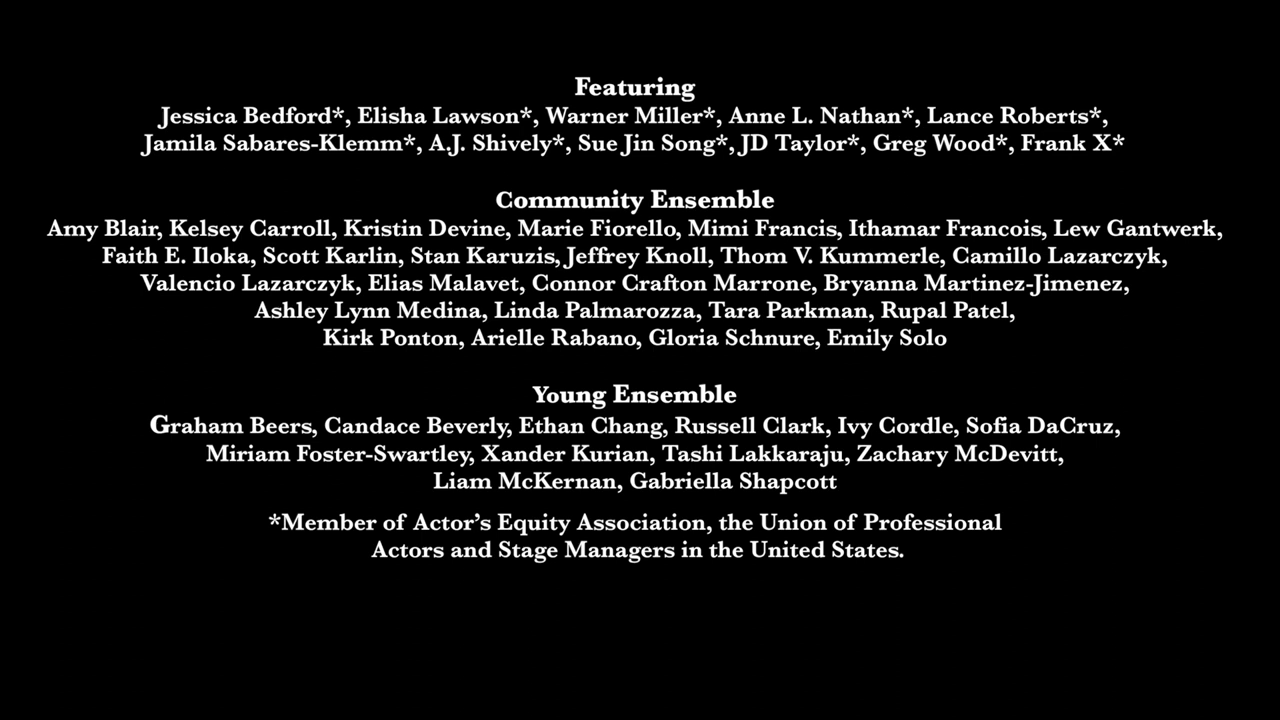 Featuring
Jessica Bedford*, Elisha Lawson*, Warner Miller*, Anne L. Nathan*, Lance Roberts*,
Jamila Sabares-Klemm*, A.J. Shively*, Sue Jin Song*, JD Taylor*, Greg Wood*, Frank X*
Community Ensemble
Amy Blair, Kelsey Carroll, Kristin Devine, Marie Fiorello, Mimi Francis, Ithamar Francois, Lew Gantwerk,
Faith E. Iloka, Scott Karlin, Stan Karuzis, Jeffrey Knoll, Thom V. Kummerle, Camillo Lazarczyk,
Valencio Lazarczyk, Elias Malavet, Connor Crafton Marrone, Bryanna Martinez-Jimenez,
Ashley Lynn Medina, Linda Palmarozza, Tara Parkman, Rupal Patel,
Kirk Ponton, Arielle Rabano, Gloria Schnure, Emily Solo
Young Ensemble
Graham Beers, Candace Beverly, Ethan Chang, Russell Clark, Ivy Cordle, Sofia DaCruz,
Miriam Foster-Swartley, Xander Kurian, Tashi Lakkaraju, Zachary McDevitt,
Liam McKernan, Gabriella Shapcott
*Member of Actor’s Equity Association, the Union of Professional
Actors and Stage Managers in the United States.